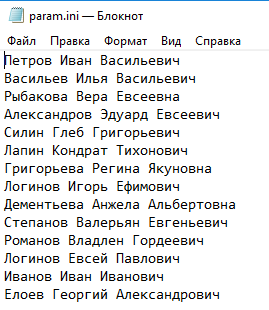 param.ini — Блокнот
Файл Правка Формат Вид Справка
Петров Иван Васильевич
Васильев Илья Васильевич
Рыбакова Вера Евсеевна
Александров Эдуард Евсеевич
Силин Глеб Григорьевич
Лапин Кондрат Тихонович
Григорьева Регина Якуновна
Логинов Игорь Ефимович
Дементьева Анжела Альбертовна
Степанов Валерьян Евгеньевич
Романов Владлен Гордеевич
Логинов Евсей Павлович
Иванов Иван Иванович
Елоев Георгий Александрович